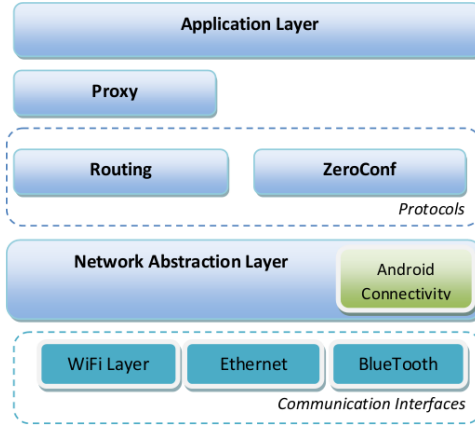 Application Layer
Proxy
Routing
ZeroConf
Protocols
Network Abstraction Layer
Android
Connectivity
WiFi Layer
Ethernet
BlueTooth
Communication Interfaces